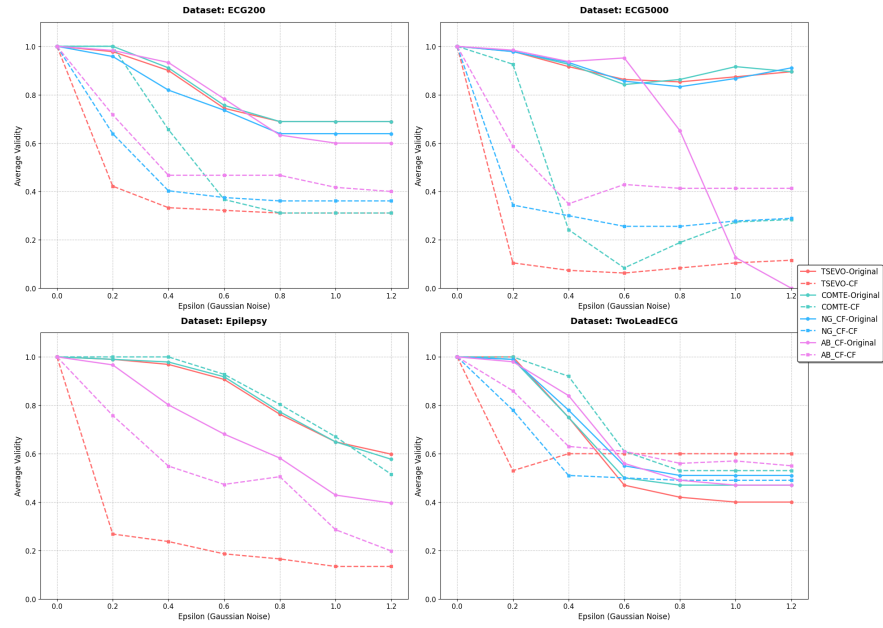 Dataset: ECG200
1.0
0.8
0.6
0.4
0.2
0.0
Average Validity
0.0 0.2 0.4 0.6 0.8 1.0 1.2
Epsilon (Gaussian Noise)
Dataset: ECG5000
1.0
0.8
0.6
0.4
0.2
0.0
Average Validity
0.0 0.2 0.4 0.6 0.8 1.0 1.2
Epsilon (Gaussian Noise)
TSEVO-Original
TSEVO-CF
COMTE-Original
COMTE-CF
NG_CF-Original
NG_CF-CF
AB_CF-Original
AB_CF-CF
Dataset: Epilepsy
1.0
0.8
0.6
0.4
0.2
0.0
Average Validity
0.0 0.2 0.4 0.6 0.8 1.0 1.2
Epsilon (Gaussian Noise)
Dataset: TwoLeadECG
1.0
0.8
0.6
0.4
0.2
0.0
Average Validity
0.0 0.2 0.4 0.6 0.8 1.0 1.2
Epsilon (Gaussian Noise)